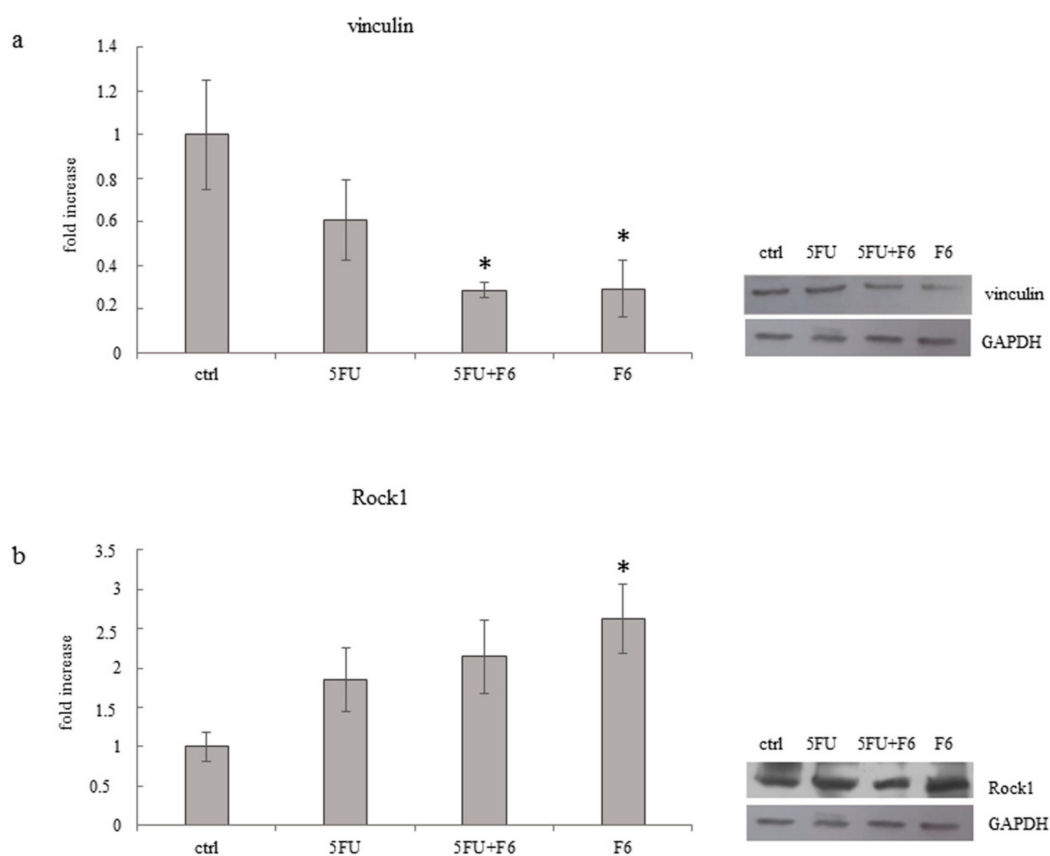 vinculin
a
1.4
1.2
1
0.8
0.6
0.4
0.2
0
fold increase
* *
ctrl 5FU 5FU+F6 F6
ctrl 5FU 5FU+F6 F6
vinculin
GAPDH
Rock1
b
3.5
3
2.5
2
1.5
1
0.5
0
fold increase
*
ctrl 5FU 5FU+F6 F6
ctrl 5FU 5FU+F6 F6
Rock1
GAPDH